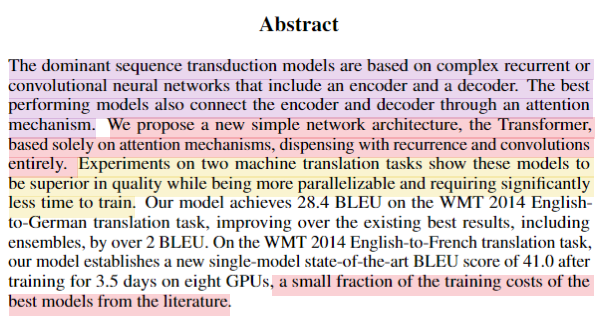 Abstract
The dominant sequence transduction models are based on complex recurrent or
convolutional neural networks that include an encoder and a decoder. The best
performing models also connect the encoder and decoder through an attention
mechanism. We propose a new simple network architecture, the Transformer,
based solely on attention mechanisms, dispensing with recurrence and convolutions
entirely. Experiments on two machine translation tasks show these models to
be superior in quality while being more parallelizable and requiring significantly
less time to train. Our model achieves 28.4 BLEU on the WMT 2014 English-
to-German translation task, improving over the existing best results, including
ensembles, by over 2 BLEU. On the WMT 2014 English-to-French translation task,
our model establishes a new single-model state-of-the-art BLEU score of 41.0 after
training for 3.5 days on eight GPUs, a small fraction of the training costs of the
best models from the literature.